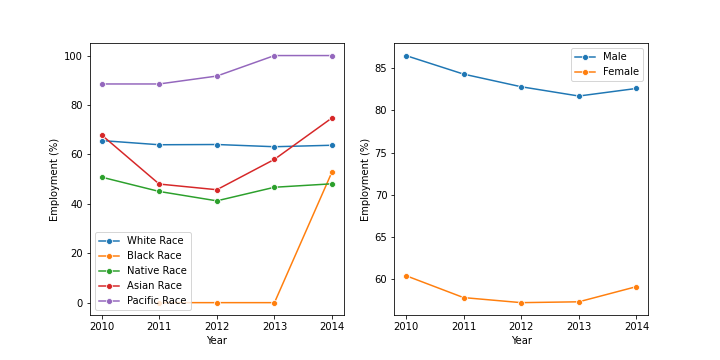 100
80
60
40
20
0
Employment (%)
White Race
Black Race
Native Race
Asian Race
Pacific Race
2010 2011 2012 2013 2014
Year
85
80
75
70
65
60
Employment (%)
Male
Female
2010 2011 2012 2013 2014
Year